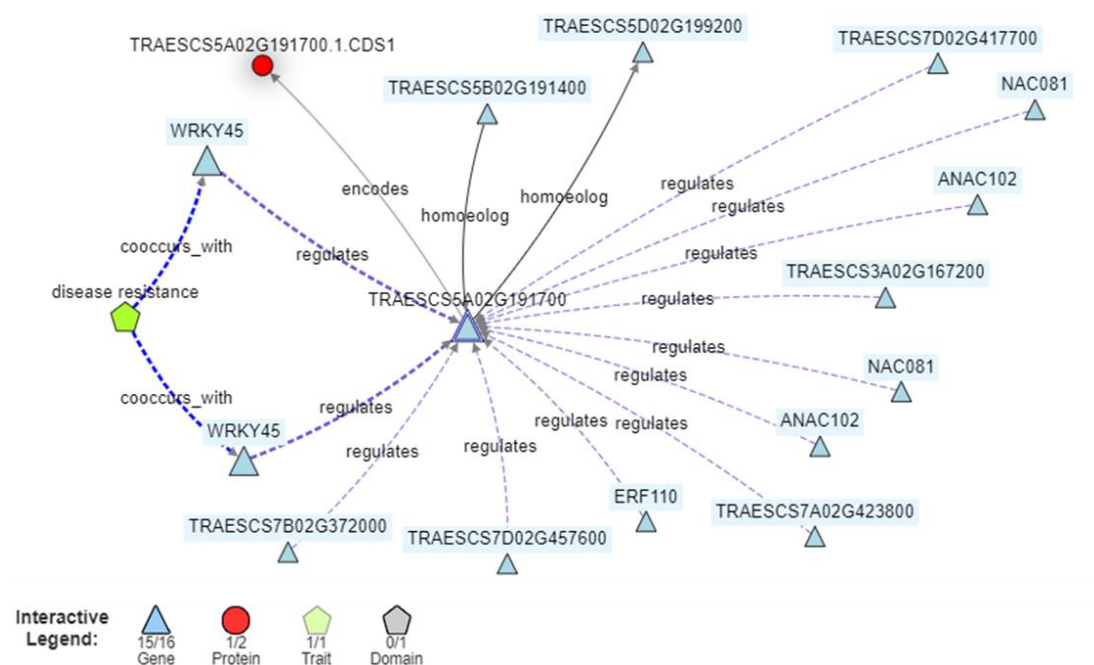 TRAESCS5D02G199200
TRAESCS7D02G417700
TRAESCS5A02G191700.1.CDS1
TRAESCS5B02G191400
NAC081
WRKY45
ANAC102
encodes
regulates
homoeolog
regulates
homoeolog
cooccurs_with
regulates
regulates
TRAESCS3A02G167200
disease resistance
TRAESCS5A02G191700
regulates
regulates
NAC081
regulates
cooccurs_with
regulates
ANAC102
WRKY45
regulates
regulates
regulates
regulates
ERF110
TRAESCS7A02G423800
TRAESCS7B02G372000
TRAESCS7D02G457600
Interactive
Legend:
15/16
Gene
1/2
Protein
1/1
Trait
0/1
Domain